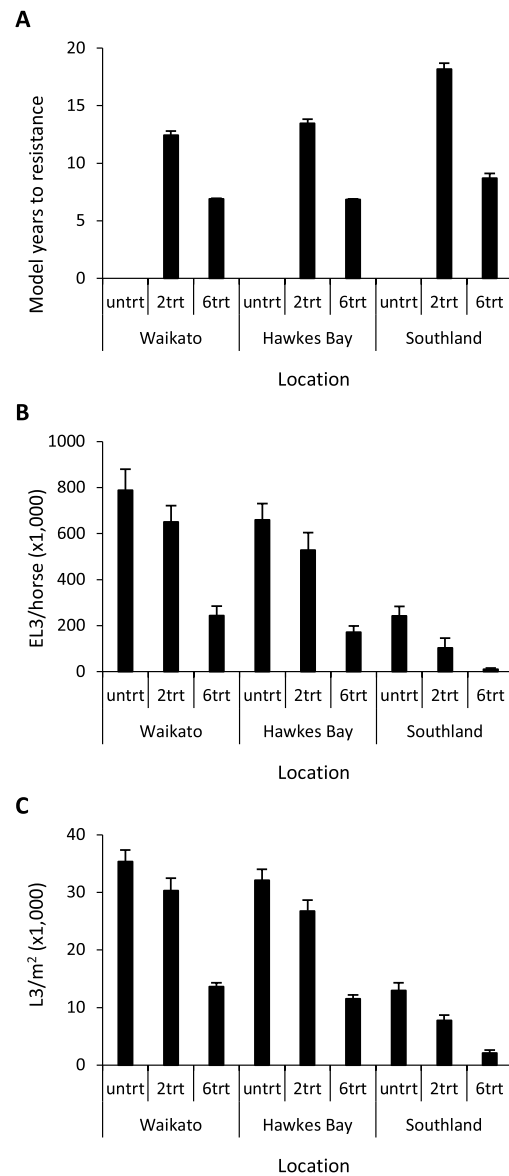 A
Model years to resistance
20
15
10
5
0
untrt 2trt 6trt untrt 2trt 6trt untrt 2trt 6trt
Waikato Hawkes Bay Southland
Location
B
EL3/horse (x1,000)
1000
800
600
400
200
0
untrt 2trt 6trt untrt 2trt 6trt untrt 2trt 6trt
Waikato Hawkes Bay Southland
Location
C
L3/m² (x1,000)
40
30
20
10
0
untrt 2trt 6trt untrt 2trt 6trt untrt 2trt 6trt
Waikato Hawkes Bay Southland
Location